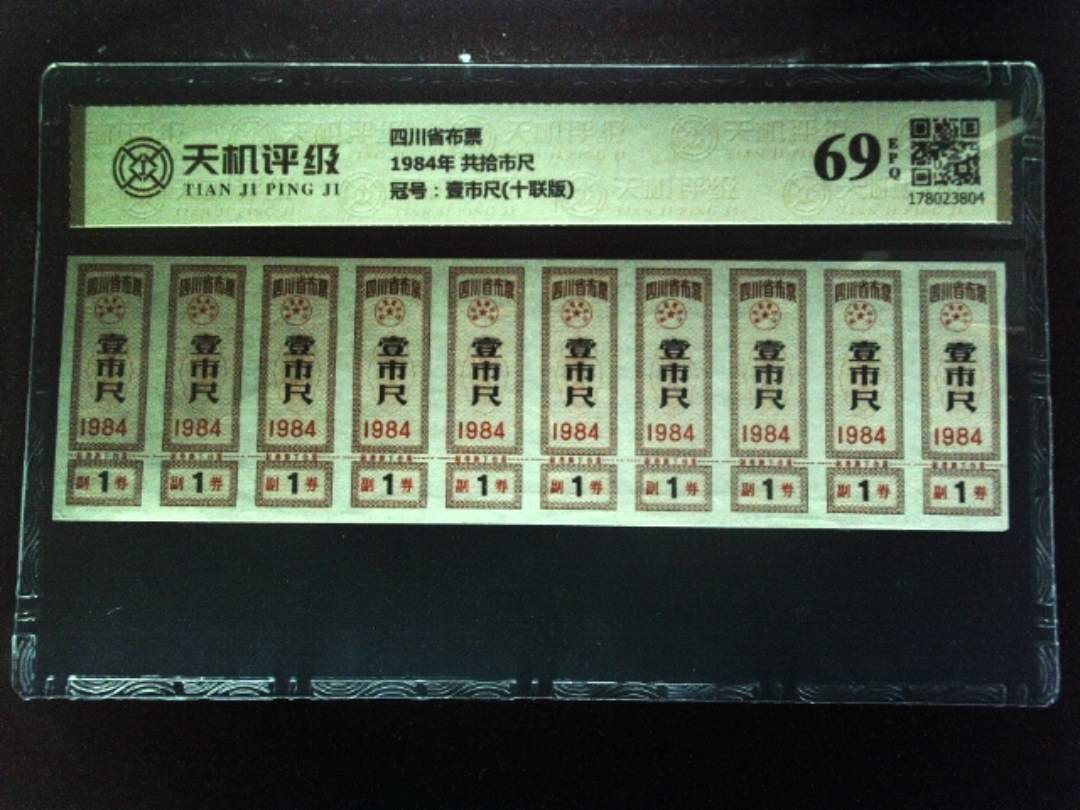 天机评级
TIAN JI PING JI
四川省布票
1984年 共拾市尺
冠号：壹市尺(十联版)
69
EPQ
178023804
四川省布票 四川省布票 四川省布票 四川省布票 四川省布票 四川省布票 四川省布票 四川省布票 四川省布票 四川省布票
壹市尺 壹市尺 壹市尺 壹市尺 壹市尺 壹市尺 壹市尺 壹市尺 壹市尺 壹市尺
1984 1984 1984 1984 1984 1984 1984 1984 1984 1984
副1券 副1券 副1券 副1券 副1券 副1券 副1券 副1券 副1券 副1券